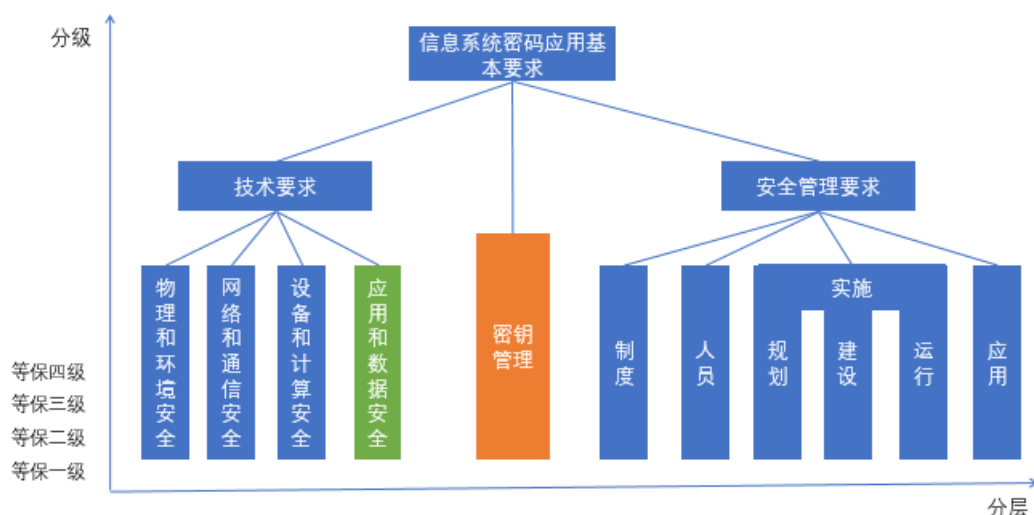 分级
信息系统密码应用基
本要求
技术要求
安全管理要求
物理和环境安全
网络和通信安全
设备和计算安全
应用和数据安全
密钥
管理
制度
人员
实施
规划
建设
运行
应用
等保四级
等保三级
等保二级
等保一级
分层